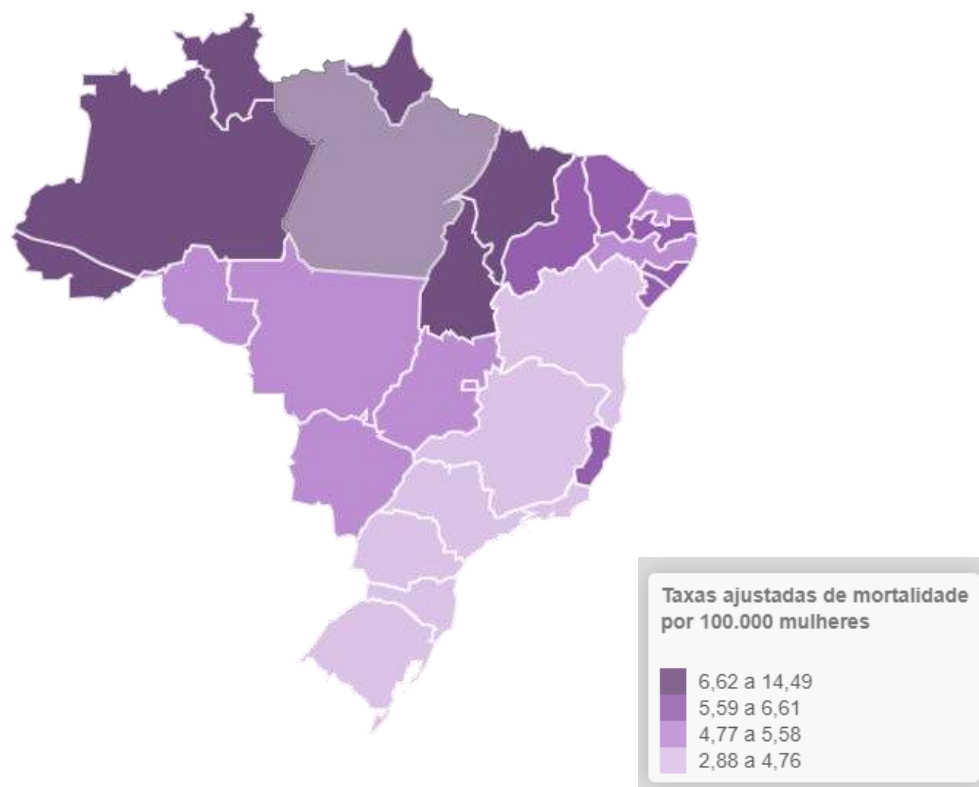 Taxas ajustadas de mortalidade
por 100.000 mulheres
6,62 a 14,49
5,59 a 6,61
4,77 a 5,58
2,88 a 4,76